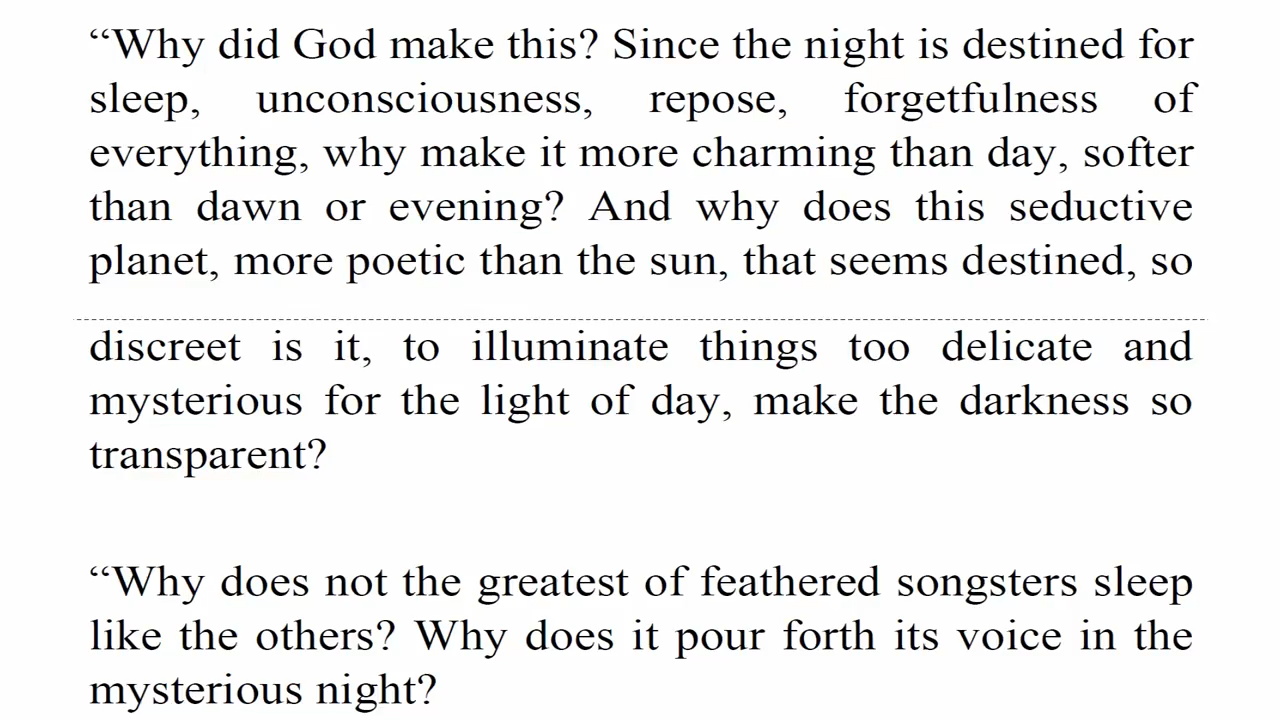 “Why did God make this? Since the night is destined for
sleep, unconsciousness, repose, forgetfulness of
everything, why make it more charming than day, softer
than dawn or evening? And why does this seductive
planet, more poetic than the sun, that seems destined, so
discreet is it, to illuminate things too delicate and
mysterious for the light of day, make the darkness so
transparent?
“Why does not the greatest of feathered songsters sleep
like the others? Why does it pour forth its voice in the
mysterious night?